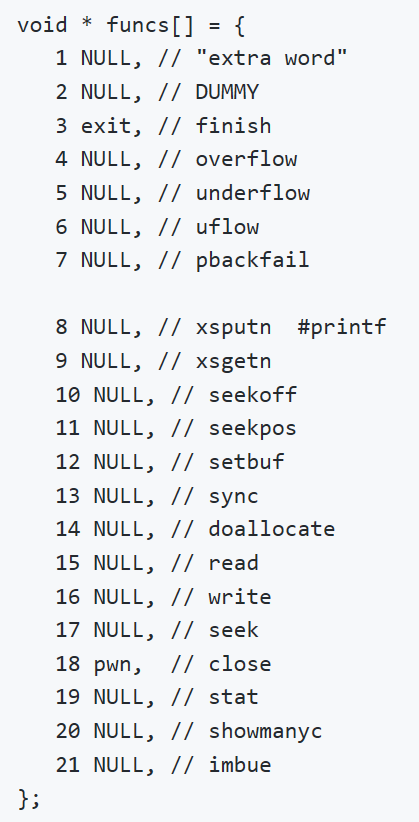 void * funcs[] = {
1 NULL, // "extra word"
2 NULL, // DUMMY
3 exit, // finish
4 NULL, // overflow
5 NULL, // underflow
6 NULL, // uflow
7 NULL, // pbackfail
8 NULL, // xsputn  #printf
9 NULL, // xsgetn
10 NULL, // seekoff
11 NULL, // seekpos
12 NULL, // setbuf
13 NULL, // sync
14 NULL, // doallocate
15 NULL, // read
16 NULL, // write
17 NULL, // seek
18 pwn,  // close
19 NULL, // stat
20 NULL, // showmanyc
21 NULL, // imbue
};